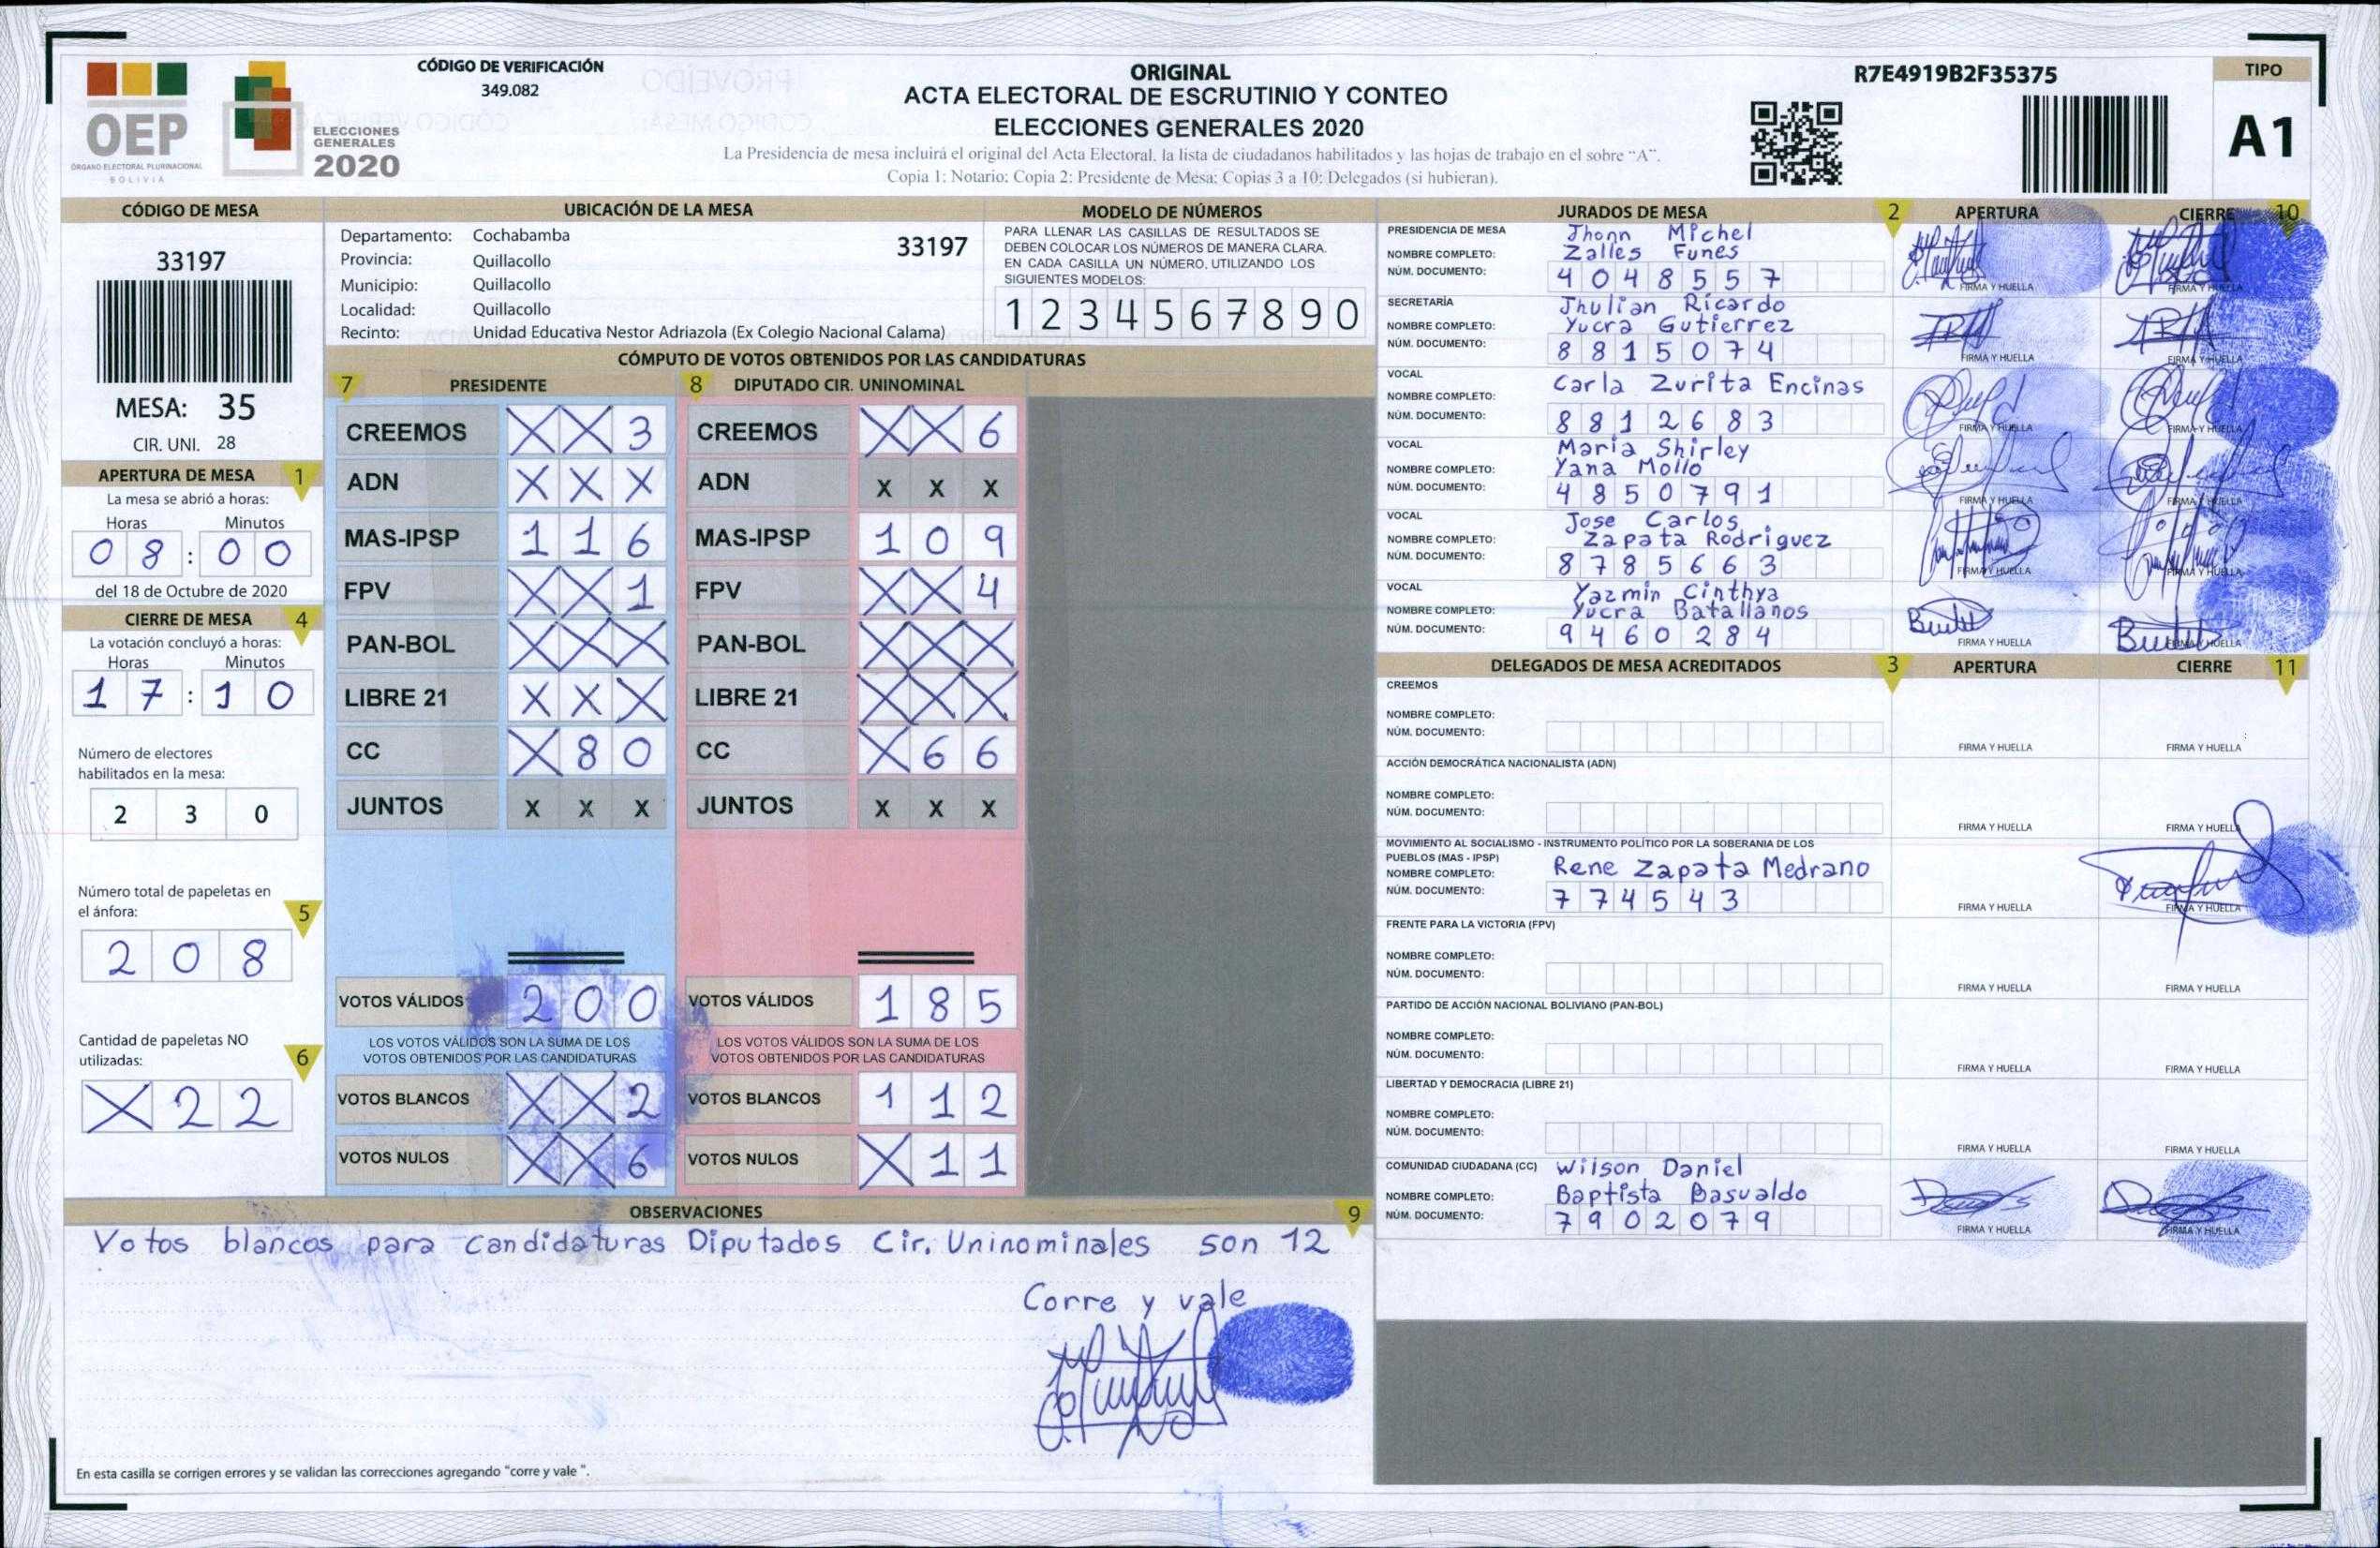 OEP
ÓRGANO ELECTORAL PLURINACIONAL
BOLIVIA
ELECCIONES
GENERALES
2020
CÓDIGO DE VERIFICACIÓN
349.082
ORIGINAL
ACTA ELECTORAL DE ESCRUTINIO Y CONTEO
ELECCIONES GENERALES 2020
La Presidencia de mesa incluirá el original del Acta Electoral, la lista de ciudadanos habilitados y las hojas de trabajo en el sobre "A".
Copia 1: Notario; Copia 2: Presidente de Mesa; Copias 3 a 10: Delegados (si hubieran).
R7E4919B2F35375
TIPO
A1
CÓDIGO DE MESA
33197
MESA: 35
CIR. UNI. 28
APERTURA DE MESA 1
La mesa se abrió a horas:
Horas Minutos
0 8 : 0 0
del 18 de Octubre de 2020
CIERRE DE MESA 4
La votación concluyó a horas:
Horas Minutos
1 7 : 1 0
Número de electores
habilitados en la mesa:
2 3 0
Número total de papeletas en
el ánfora: 5
2 0 8
Cantidad de papeletas NO
utilizadas: 6
X 2 2
UBICACIÓN DE LA MESA
Departamento: Cochabamba
33197
Provincia: Quillacollo
Municipio: Quillacollo
Localidad: Quillacollo
Recinto: Unidad Educativa Nestor Adriazola (Ex Colegio Nacional Calama)
MODELO DE NÚMEROS
PARA LLENAR LAS CASILLAS DE RESULTADOS SE
DEBEN COLOCAR LOS NÚMEROS DE MANERA CLARA.
EN CADA CASILLA UN NÚMERO, UTILIZANDO LOS
SIGUIENTES MODELOS:
1 2 3 4 5 6 7 8 9 0
CÓMPUTO DE VOTOS OBTENIDOS POR LAS CANDIDATURAS
7 PRESIDENTE
CREEMOS X X 3
ADN X X X
MAS-IPSP 1 1 6
FPV X X 1
PAN-BOL X X X
LIBRE 21 X X X
CC X 8 0
JUNTOS X X X
VOTOS VÁLIDOS 2 0 0
LOS VOTOS VÁLIDOS SON LA SUMA DE LOS
VOTOS OBTENIDOS POR LAS CANDIDATURAS
VOTOS BLANCOS X X 2
VOTOS NULOS X X 6
8 DIPUTADO CIR. UNINOMINAL
CREEMOS X X 6
ADN X X X
MAS-IPSP 1 0 9
FPV X X 4
PAN-BOL X X X
LIBRE 21 X X X
CC X 6 6
JUNTOS X X X
VOTOS VÁLIDOS 1 8 5
LOS VOTOS VÁLIDOS SON LA SUMA DE LOS
VOTOS OBTENIDOS POR LAS CANDIDATURAS
VOTOS BLANCOS 1 1 2
VOTOS NULOS X 1 1
OBSERVACIONES 9
Votos blancos para Candidaturas Diputados Cir. Uninominales son 12
Corre y vale
En esta casilla se corrigen errores y se validan las correcciones agregando "corre y vale ".
JURADOS DE MESA 2 APERTURA CIERRE 10
PRESIDENCIA DE MESA Jhonn Michel
NOMBRE COMPLETO: Zalles Funes
NÚM. DOCUMENTO: 4 0 4 8 5 5 7
FIRMA Y HUELLA FIRMA Y HUELLA
SECRETARÍA Jhulian Ricardo
NOMBRE COMPLETO: Yucra Gutierrez
NÚM. DOCUMENTO: 8 8 1 5 0 7 4
FIRMA Y HUELLA FIRMA Y HUELLA
VOCAL Carla Zurita Encinas
NOMBRE COMPLETO:
NÚM. DOCUMENTO: 8 8 1 2 6 8 3
FIRMA Y HUELLA FIRMA Y HUELLA
VOCAL Maria Shirley
NOMBRE COMPLETO: Yana Mollo
NÚM. DOCUMENTO: 4 8 5 0 7 9 1
FIRMA Y HUELLA FIRMA Y HUELLA
VOCAL Jose Carlos
NOMBRE COMPLETO: Zapata Rodriguez
NÚM. DOCUMENTO: 8 7 8 5 6 6 3
FIRMA Y HUELLA FIRMA Y HUELLA
VOCAL Yazmin Cinthya
NOMBRE COMPLETO: Yucra Batallanos
NÚM. DOCUMENTO: 9 4 6 0 2 8 4
FIRMA Y HUELLA FIRMA Y HUELLA
DELEGADOS DE MESA ACREDITADOS 3 APERTURA CIERRE 11
CREEMOS
NOMBRE COMPLETO:
NÚM. DOCUMENTO:
FIRMA Y HUELLA FIRMA Y HUELLA
ACCIÓN DEMOCRÁTICA NACIONALISTA (ADN)
NOMBRE COMPLETO:
NÚM. DOCUMENTO:
FIRMA Y HUELLA FIRMA Y HUELLA
MOVIMIENTO AL SOCIALISMO - INSTRUMENTO POLÍTICO POR LA SOBERANIA DE LOS
PUEBLOS (MAS - IPSP)
NOMBRE COMPLETO: Rene Zapata Medrano
NÚM. DOCUMENTO: 7 7 4 5 4 3
FIRMA Y HUELLA FIRMA Y HUELLA
FRENTE PARA LA VICTORIA (FPV)
NOMBRE COMPLETO:
NÚM. DOCUMENTO:
FIRMA Y HUELLA FIRMA Y HUELLA
PARTIDO DE ACCIÓN NACIONAL BOLIVIANO (PAN-BOL)
NOMBRE COMPLETO:
NÚM. DOCUMENTO:
FIRMA Y HUELLA FIRMA Y HUELLA
LIBERTAD Y DEMOCRACIA (LIBRE 21)
NOMBRE COMPLETO:
NÚM. DOCUMENTO:
FIRMA Y HUELLA FIRMA Y HUELLA
COMUNIDAD CIUDADANA (CC) Wilson Daniel
NOMBRE COMPLETO: Baptista Basualdo
NÚM. DOCUMENTO: 7 9 0 2 0 7 9
FIRMA Y HUELLA FIRMA Y HUELLA